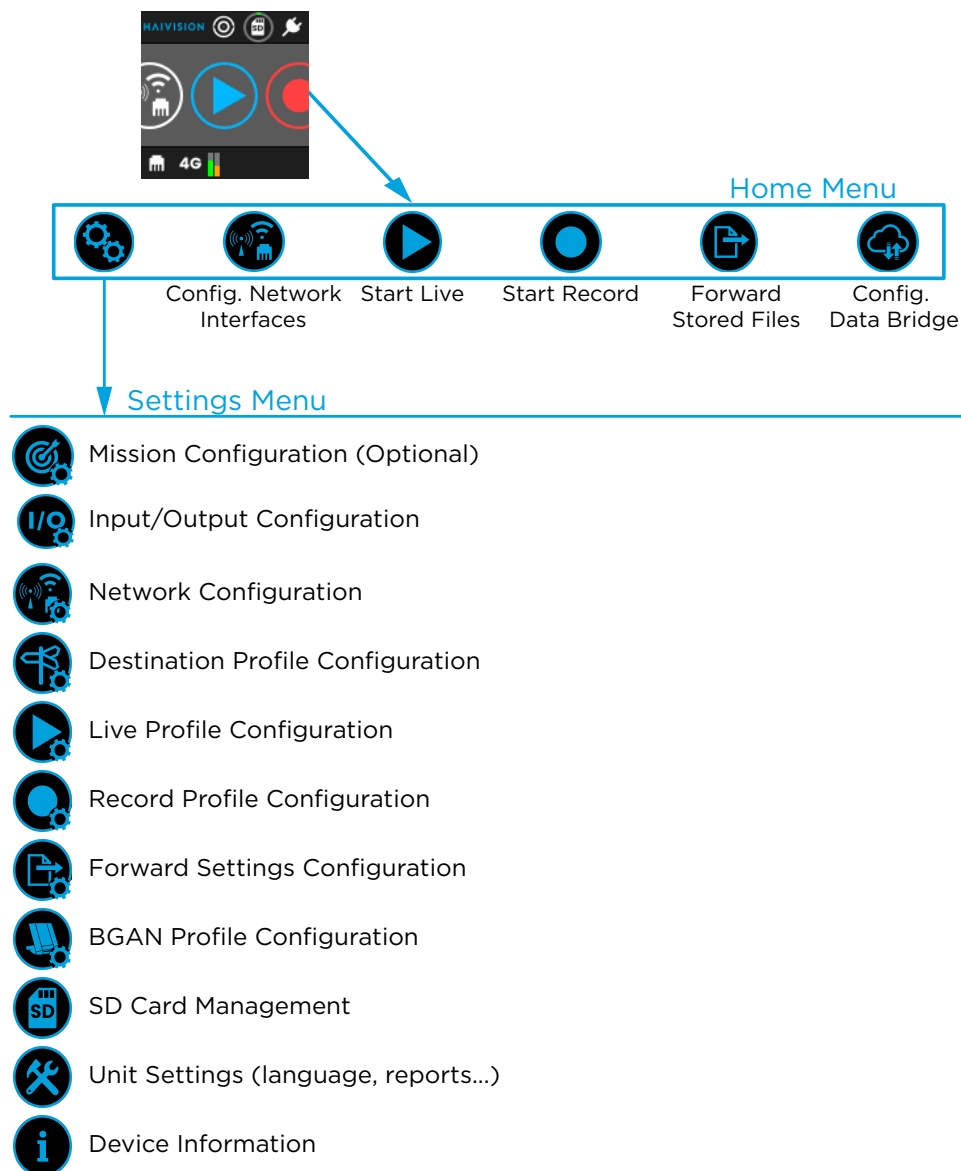 HAIVISION
SD
4G
Home Menu
Config. Network
Interfaces
Start Live
Start Record
Forward
Stored Files
Config.
Data Bridge
Settings Menu
Mission Configuration (Optional)
I/O
Input/Output Configuration
Network Configuration
Destination Profile Configuration
Live Profile Configuration
Record Profile Configuration
Forward Settings Configuration
BGAN Profile Configuration
SD
SD Card Management
Unit Settings (language, reports...)
i
Device Information